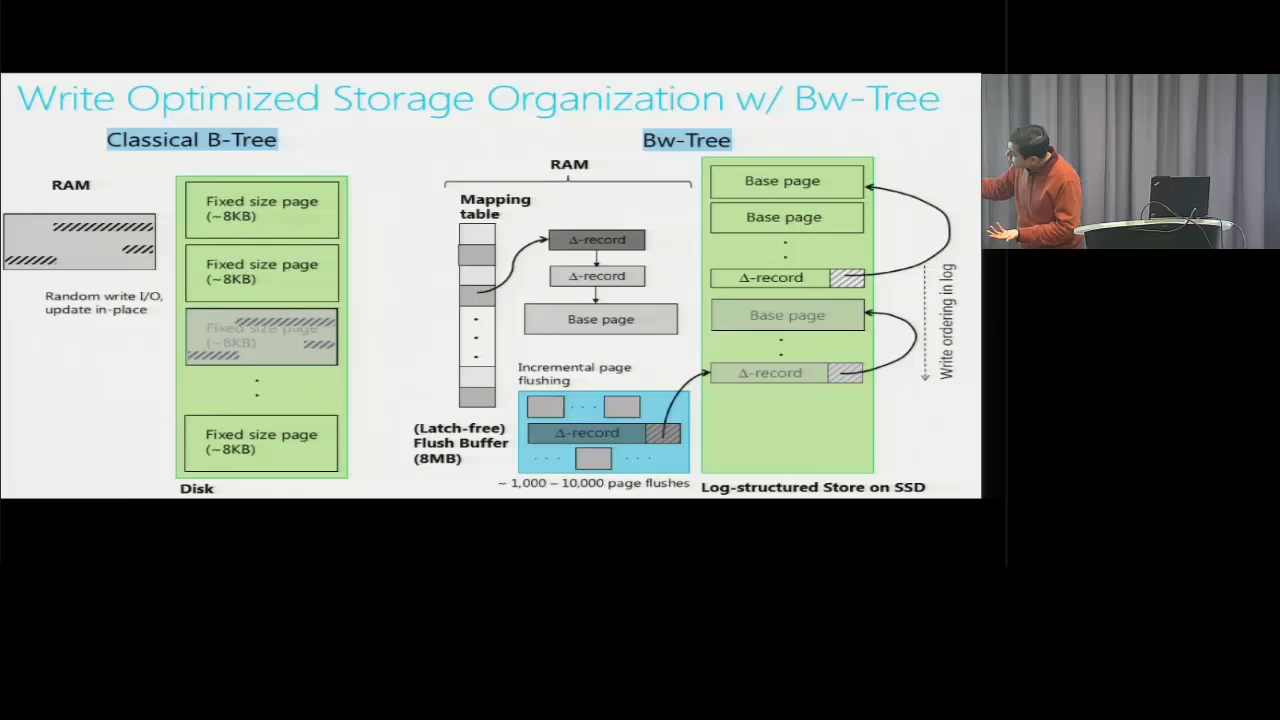 Write Optimized Storage Organization w/ Bw-Tree
Classical B-Tree
RAM
Random write I/O,
update in-place
Fixed size page
(~8KB)
Fixed size page
(~8KB)
Fixed size page
(~8KB)
Fixed size page
(~8KB)
Disk
Bw-Tree
RAM
Mapping
table
Δ-record
Δ-record
Base page
Incremental page
flushing
(Latch-free)
Flush Buffer
(8MB)
Δ-record
~ 1,000 – 10,000 page flushes
Base page
Base page
Δ-record
Base page
Δ-record
Write ordering in log
Log-structured Store on SSD